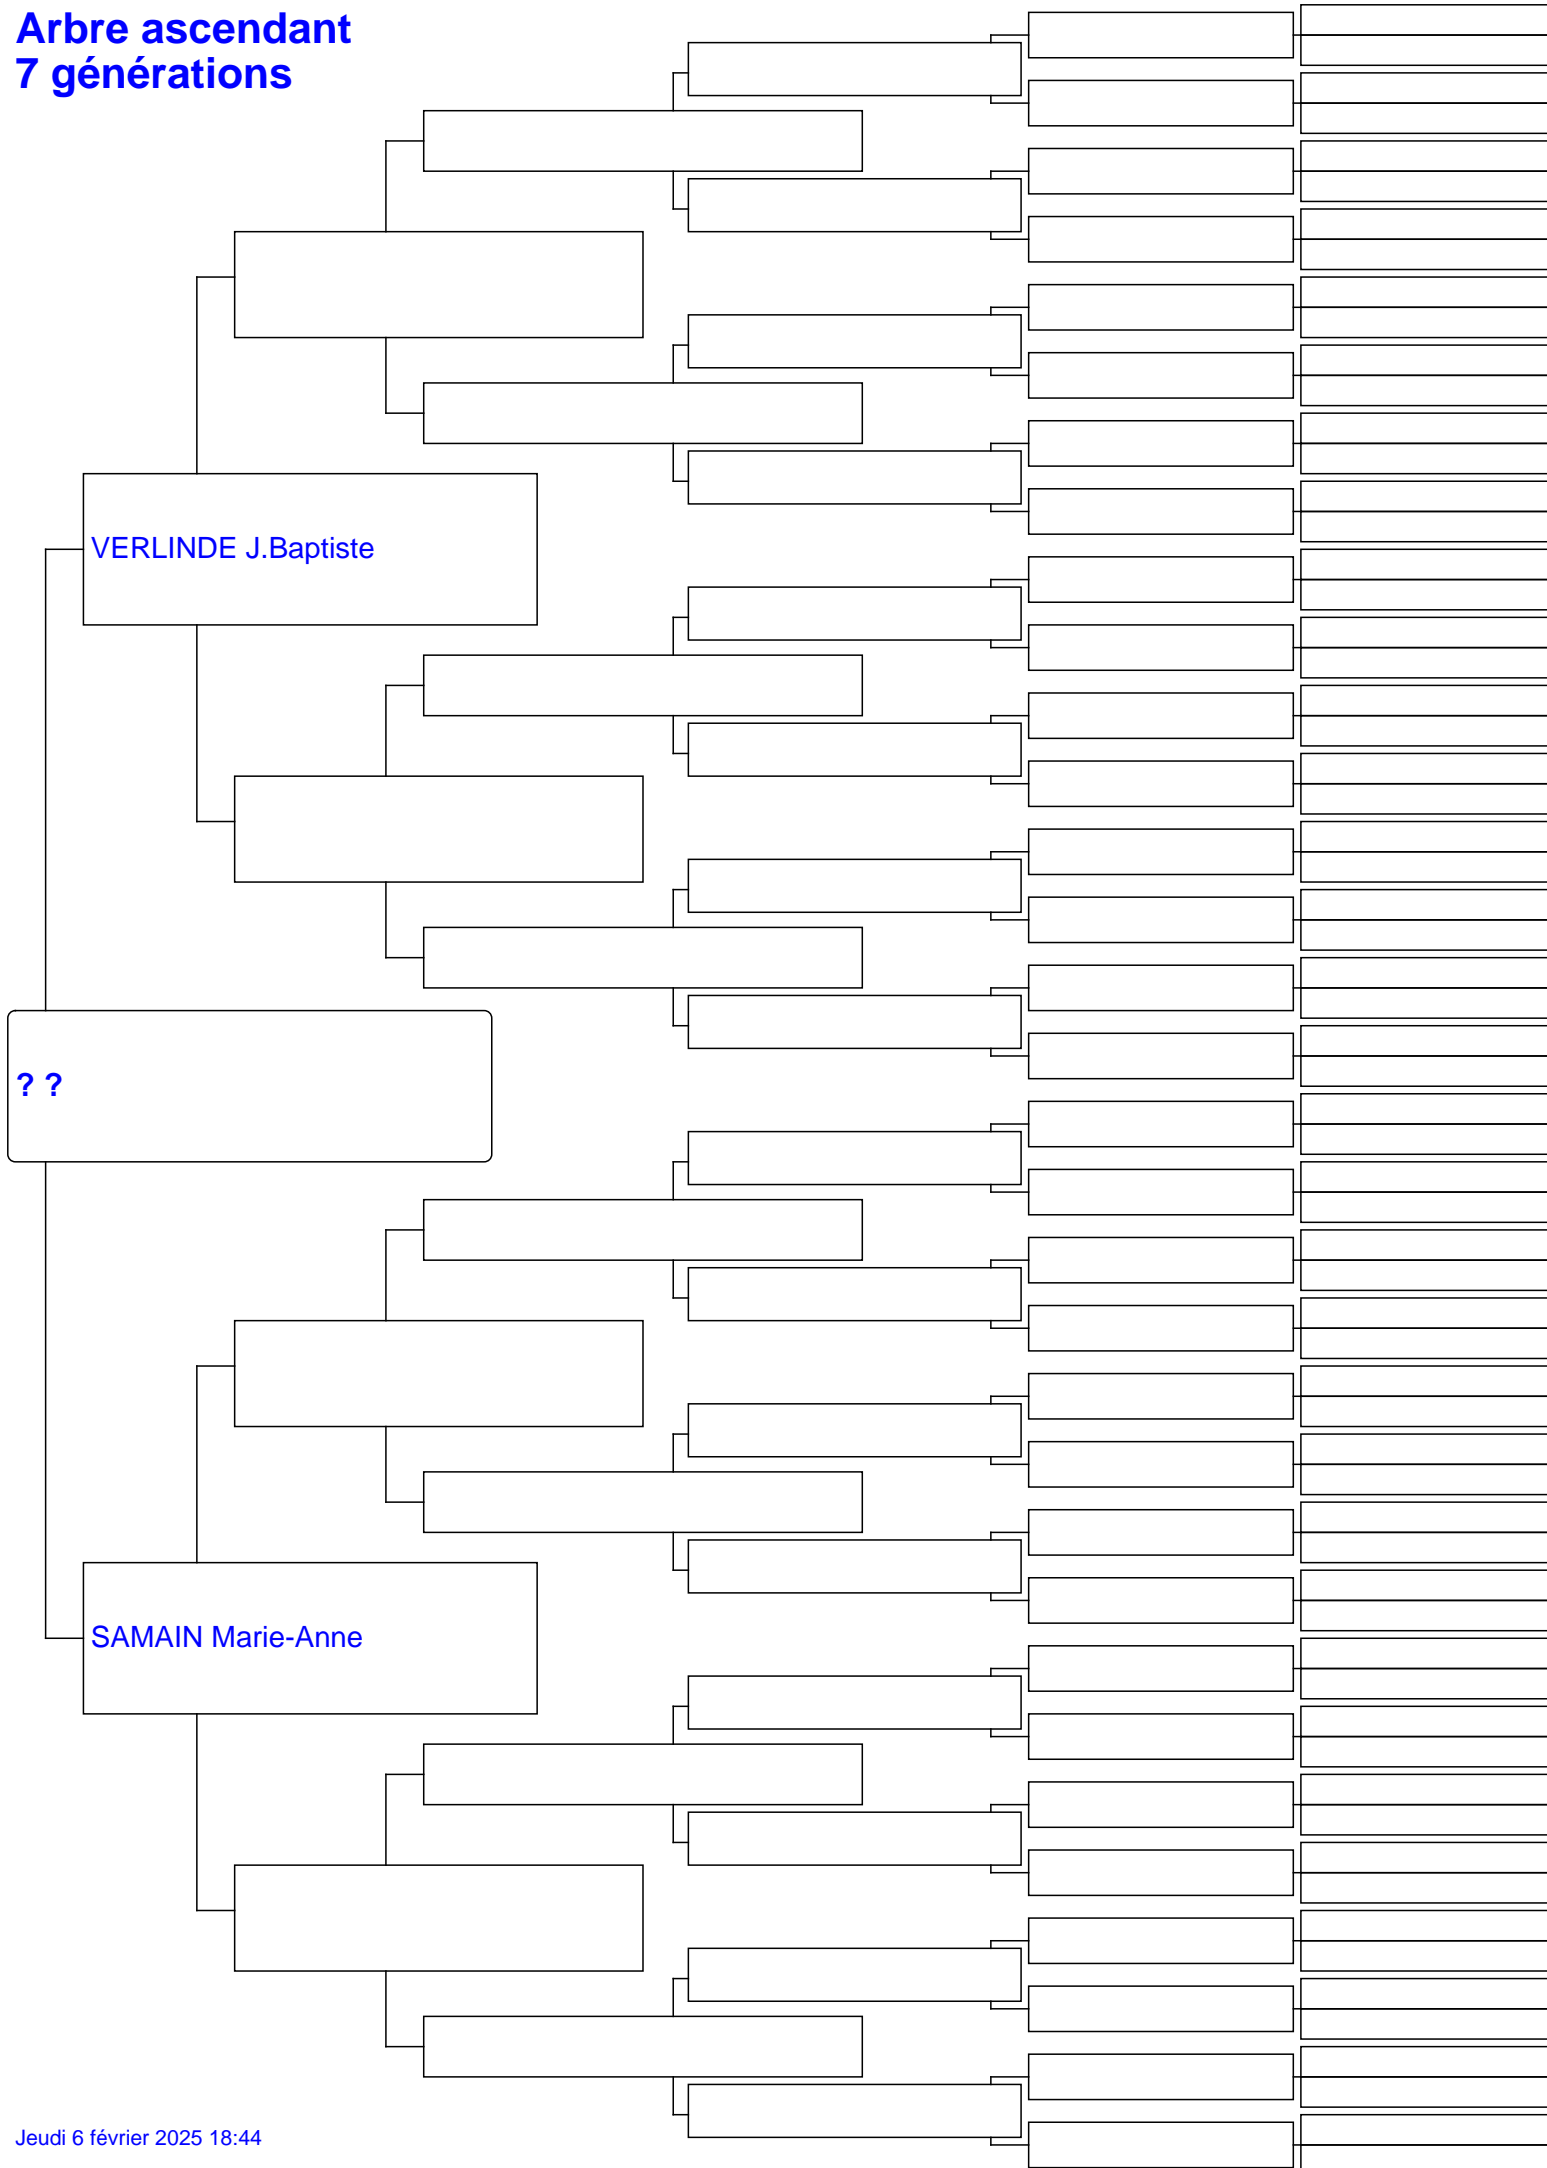 Arbre ascendant
7 générations
VERLINDE J.Baptiste
? ?
SAMAIN Marie-Anne
Jeudi 6 février 2025 18:44